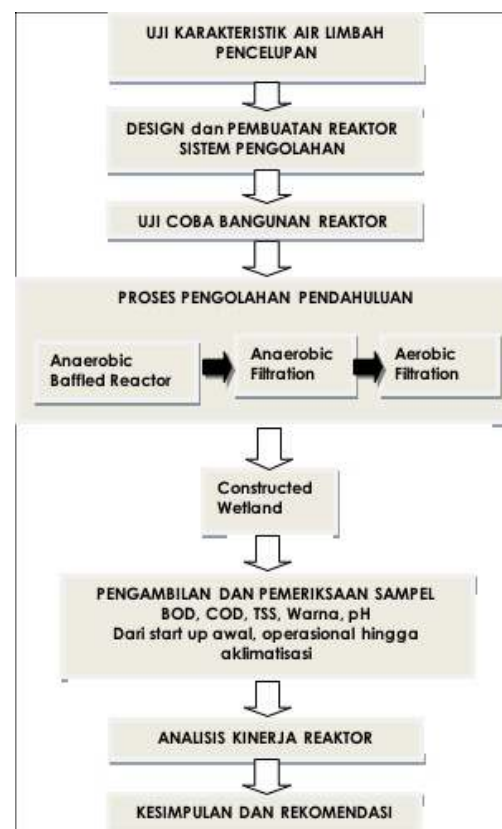 UJI KARAKTERISTIK AIR LIMBAH
PENCELUPAN
DESIGN dan PEMBUATAN REAKTOR
SISTEM PENGOLAHAN
UJI COBA BANGUNAN REAKTOR
PROSES PENGOLAHAN PENDAHULUAN
Anaerobic
Baffled Reactor
Anaerobic
Filtration
Aerobic
Filtration
Constructed
Wetland
PENGAMBILAN DAN PEMERIKSAAN SAMPEL
BOD, COD, TSS, Warna, pH
Dari start up awal, operasional hingga
aklimatisasi
ANALISIS KINERJA REAKTOR
KESIMPULAN DAN REKOMENDASI